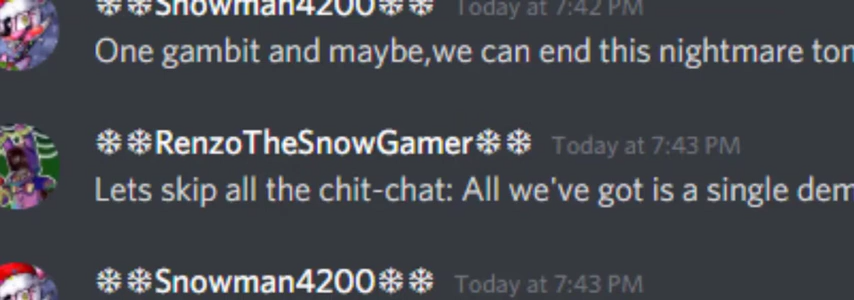 ❄❄Snowman4200❄❄ Today at 7:42 PM
One gambit and maybe,we can end this nightmare
❄❄RenzoTheSnowGamer❄❄ Today at 7:43 PM
Lets skip all the chit-chat: All we've got is a single
❄❄Snowman4200❄❄ Today at 7:43 PM